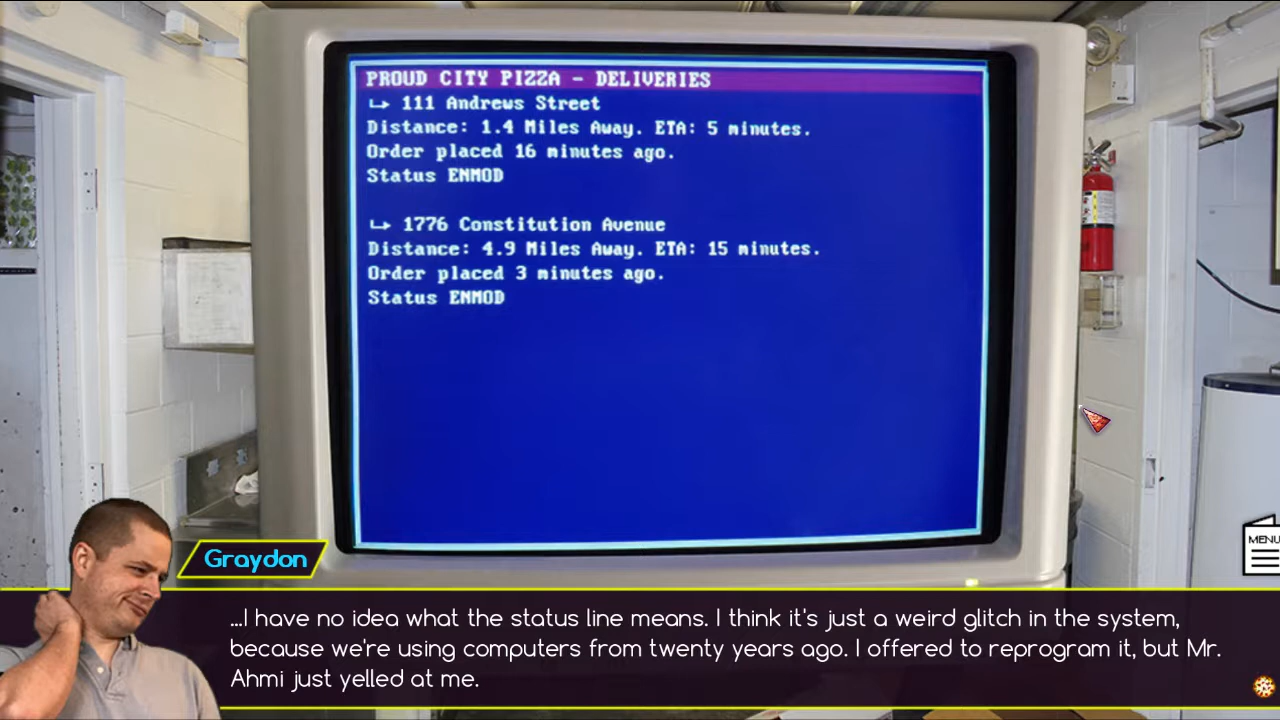 PROUD CITY PIZZA - DELIVERIES
↳ 111 Andrews Street
Distance: 1.4 Miles Away. ETA: 5 minutes.
Order placed 16 minutes ago.
Status ENMOD
↳ 1776 Constitution Avenue
Distance: 4.9 Miles Away. ETA: 15 minutes.
Order placed 3 minutes ago.
Status ENMOD
MENU
Graydon
...I have no idea what the status line means. I think it's just a weird glitch in the system,
because we're using computers from twenty years ago. I offered to reprogram it, but Mr.
Ahmi just yelled at me.